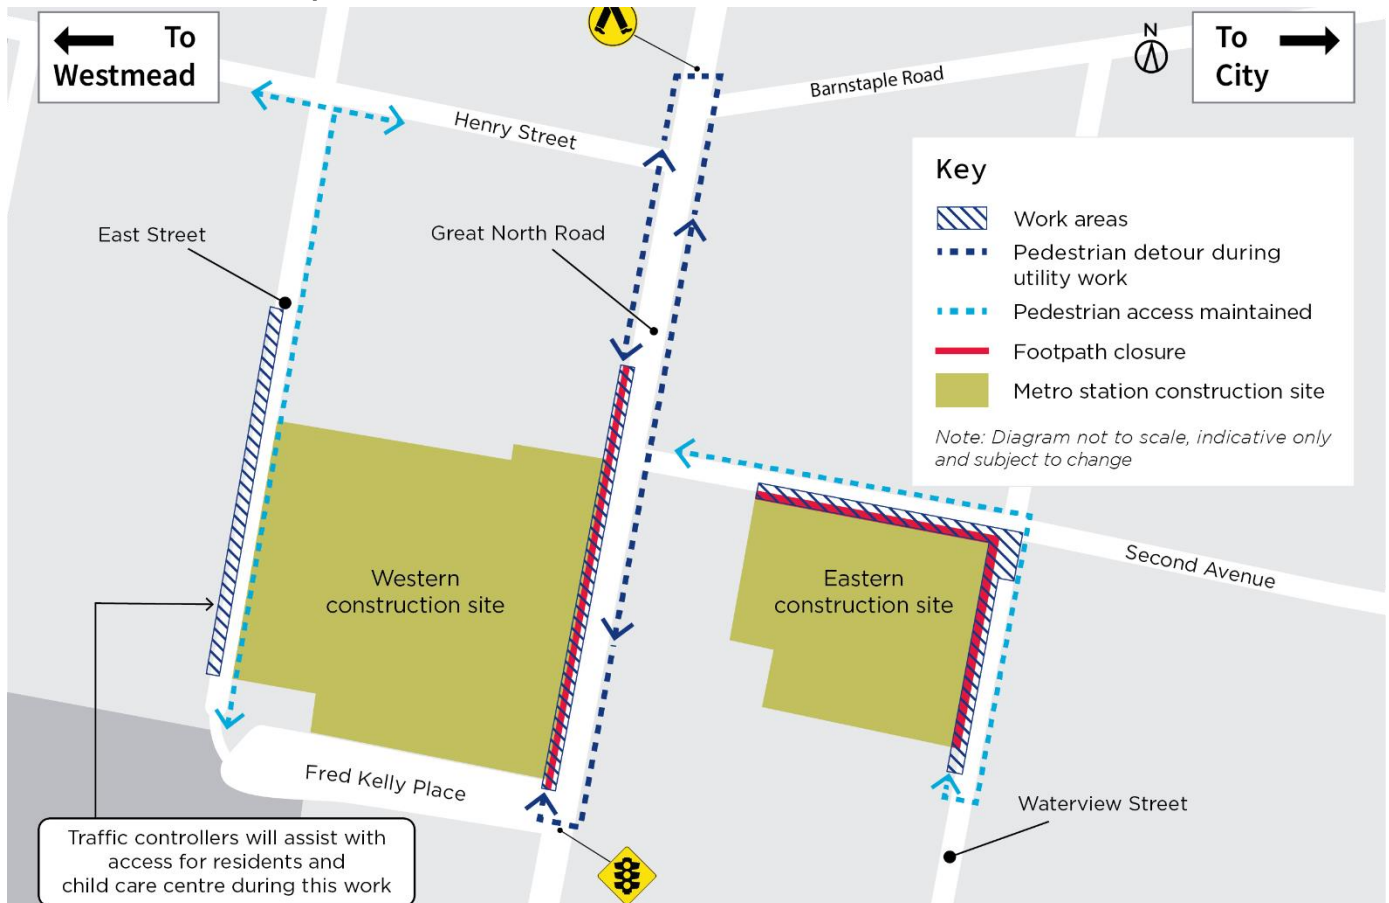 To
Westmead
N
To
City
Barnstaple Road
Henry Street
Key
Work areas
Pedestrian detour during
utility work
Pedestrian access maintained
Footpath closure
Metro station construction site
Note: Diagram not to scale, indicative only
and subject to change
East Street
Great North Road
Second Avenue
Western
construction site
Eastern
construction site
Fred Kelly Place
Waterview Street
Traffic controllers will assist with
access for residents and
child care centre during this work